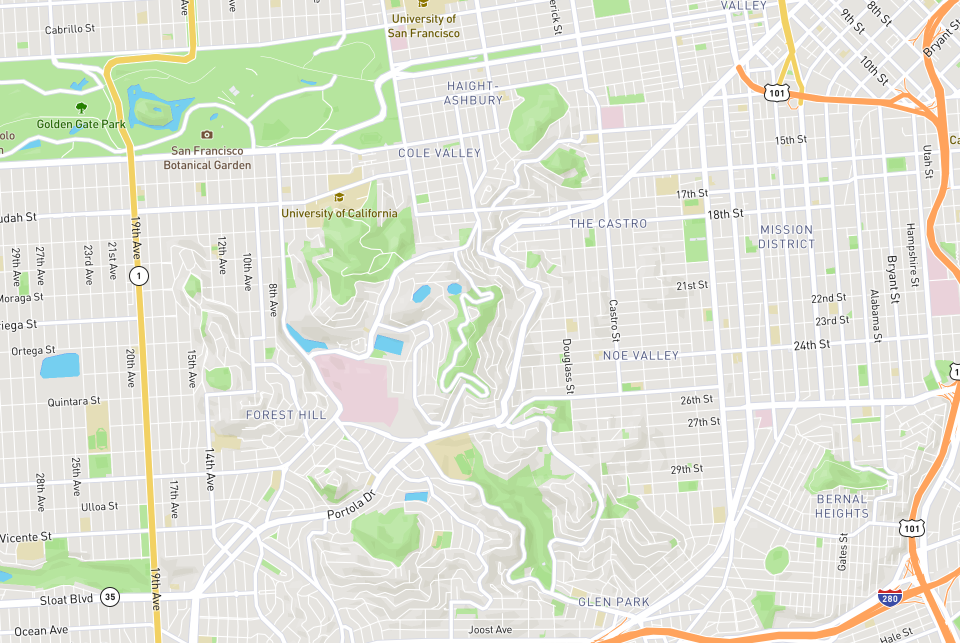 VALLEY
8th St
9th St
10th St
Bryant St
University of
San Francisco
Cabrillo St
HAIGHT-
ASHBURY
101
Golden Gate Park
San Francisco
Botanical Garden
COLE VALLEY
15th St
Utah St
University of California
17th St
18th St
THE CASTRO
MISSION
DISTRICT
19th Ave
1
12th Ave
10th Ave
8th Ave
21st Ave
23rd Ave
27th Ave
29th Ave
Moraga St
Ortega St
20th Ave
15th Ave
Quintara St
21st St
22nd St
23rd St
24th St
Castro St
Douglass St
Bryant St
Alabama St
Hampshire St
NOE VALLEY
26th St
27th St
29th St
FOREST HILL
14th Ave
17th Ave
25th Ave
28th Ave
Ulloa St
Vicente St
Portola Dr
BERNAL
HEIGHTS
101
Gates St
280
Sloat Blvd
35
19th Ave
Ocean Ave
Joost Ave
GLEN PARK
Hale St